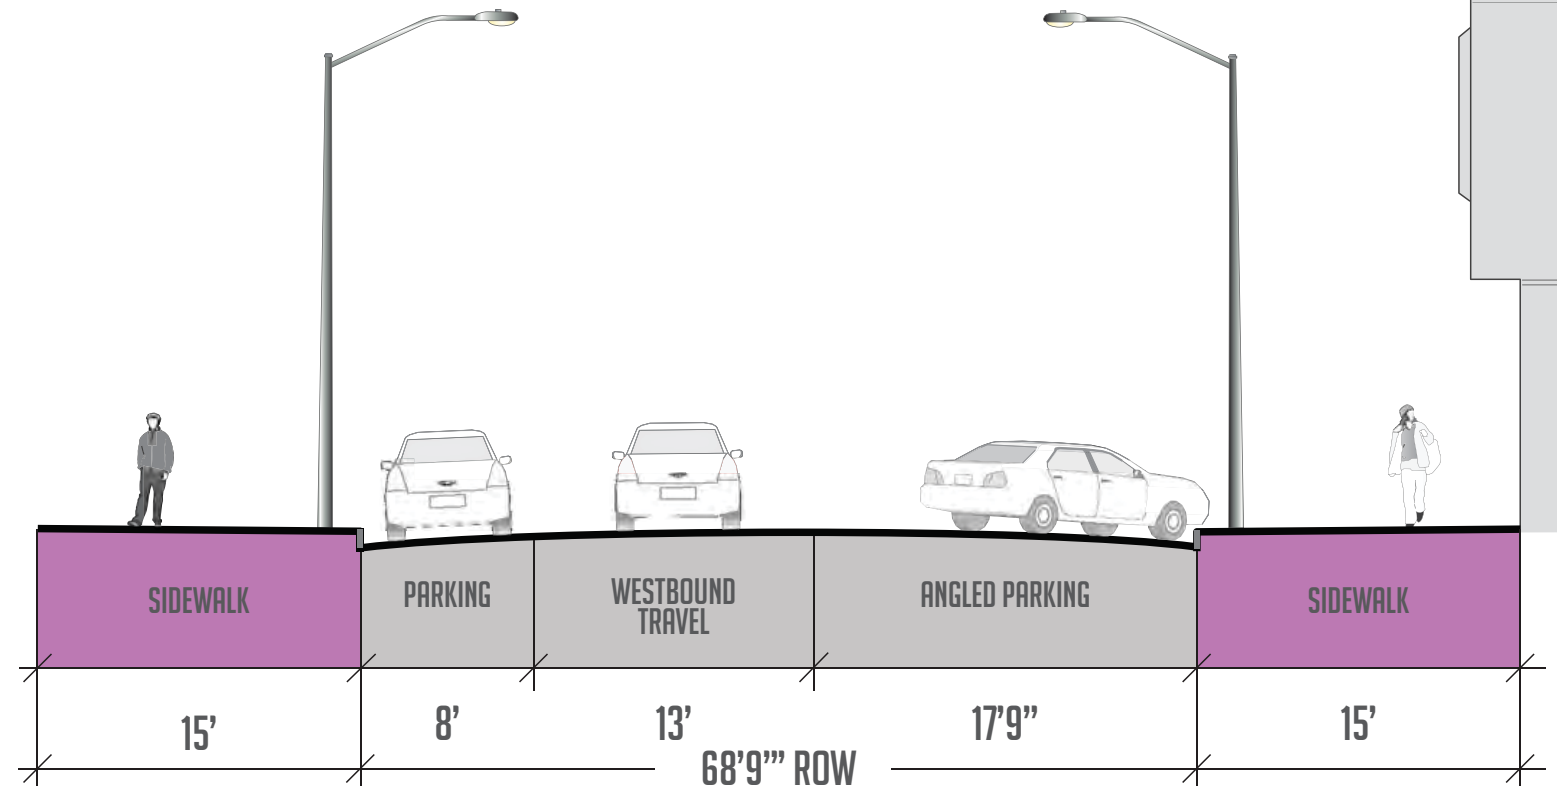 SIDEWALK
PARKING
WESTBOUND
TRAVEL
ANGLED PARKING
SIDEWALK
15’
8’
13’
17’9”
15’
68’9”’ ROW